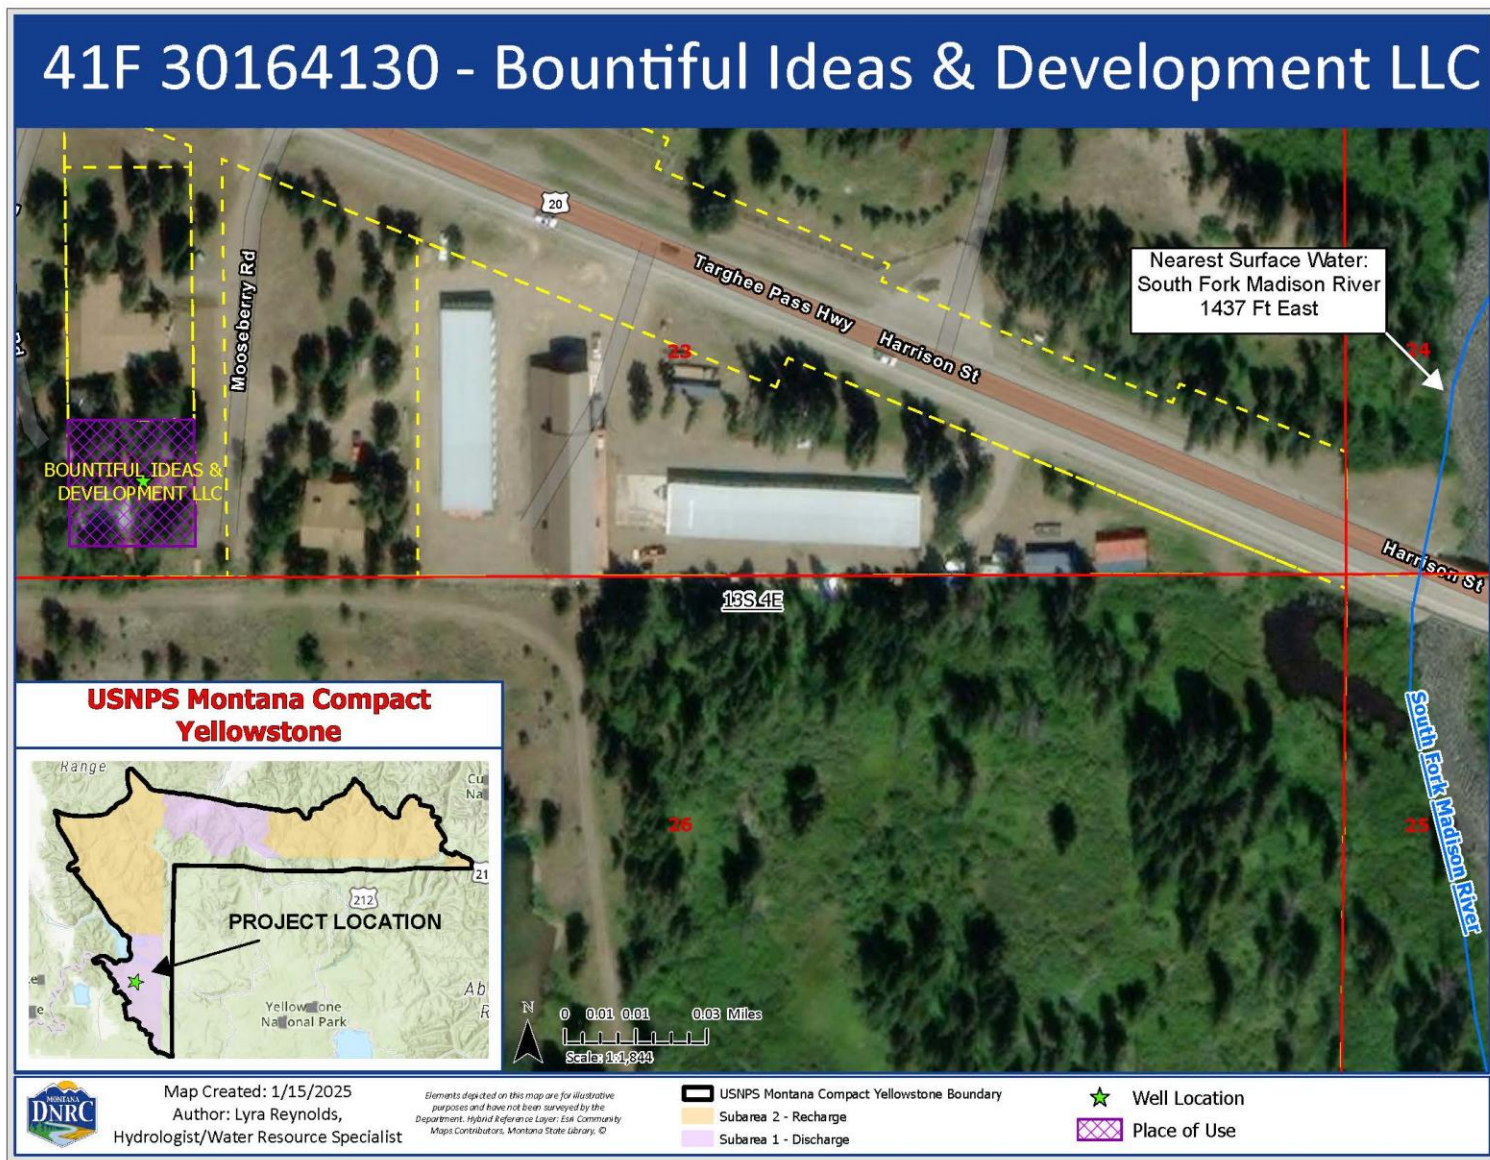 41F 30164130 - Bountiful Ideas & Development LLC
20
Targhee Pass Hwy
Harrison St
Mooseberry Rd
Rd
Nearest Surface Water:
South Fork Madison River
1437 Ft East
23
24
BOUNTIFUL IDEAS &
DEVELOPMENT LLC
Harrison St
13S 4E
26
25
South Fork Madison River
USNPS Montana Compact
Yellowstone
Range
Cu
Na
21
212
PROJECT LOCATION
Ab
R
e
e
National Park
N
0 0.01 0.01 0.03 Miles
Scale: 1:1,844
MONTANA
DNRC
Map Created: 1/15/2025
Author: Lyra Reynolds,
Hydrologist/Water Resource Specialist
Elements depicted on this map are for illustrative
purposes and have not been surveyed by the
Department. Hybrid Reference Layer: Esri Community
Maps Contributors, Montana State Library, ©
USNPS Montana Compact Yellowstone Boundary
Subarea 2 - Recharge
Subarea 1 - Discharge
Well Location
Place of Use